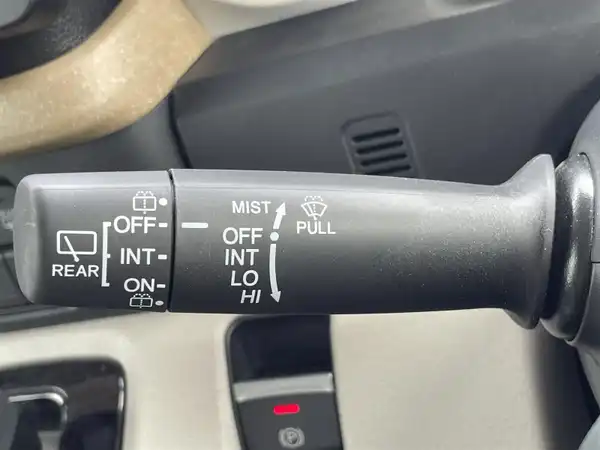 REAR
OFF
INT
ON
MIST
OFF
INT
LO
HI
PULL
P